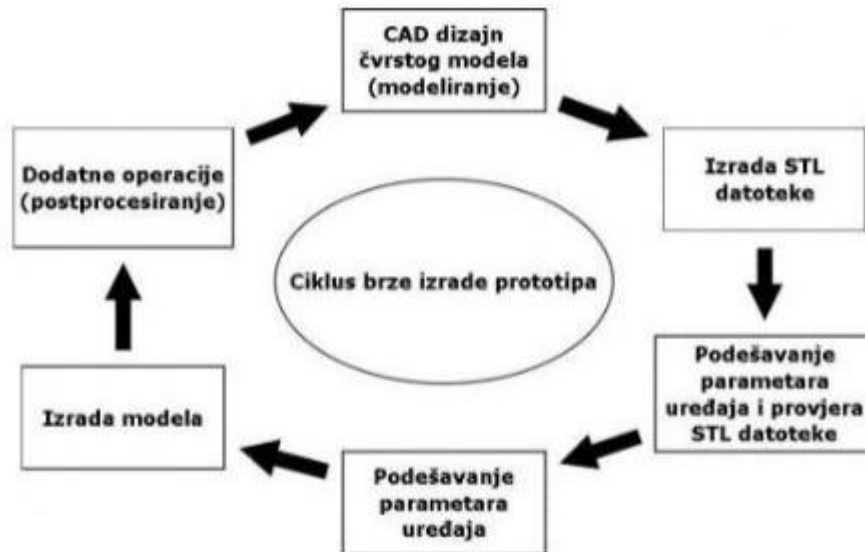 CAD dizajn
čvrstog modela
(modeliranje)
Izrada STL
datoteke
Podešavanje
parametara
uređaja i provjera
STL datoteke
Podešavanje
parametara
uređaja
Izrada modela
Dodatne operacije
(postprocesiranje)
Ciklus brze izrade prototipa